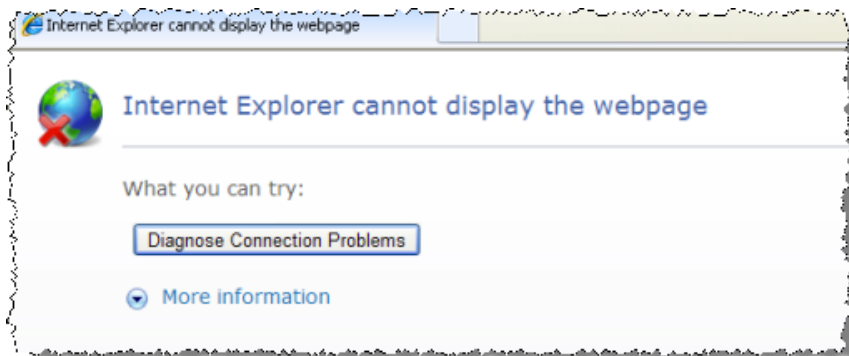 Internet Explorer cannot display the webpage
Internet Explorer cannot display the webpage
What you can try:
Diagnose Connection Problems
More information